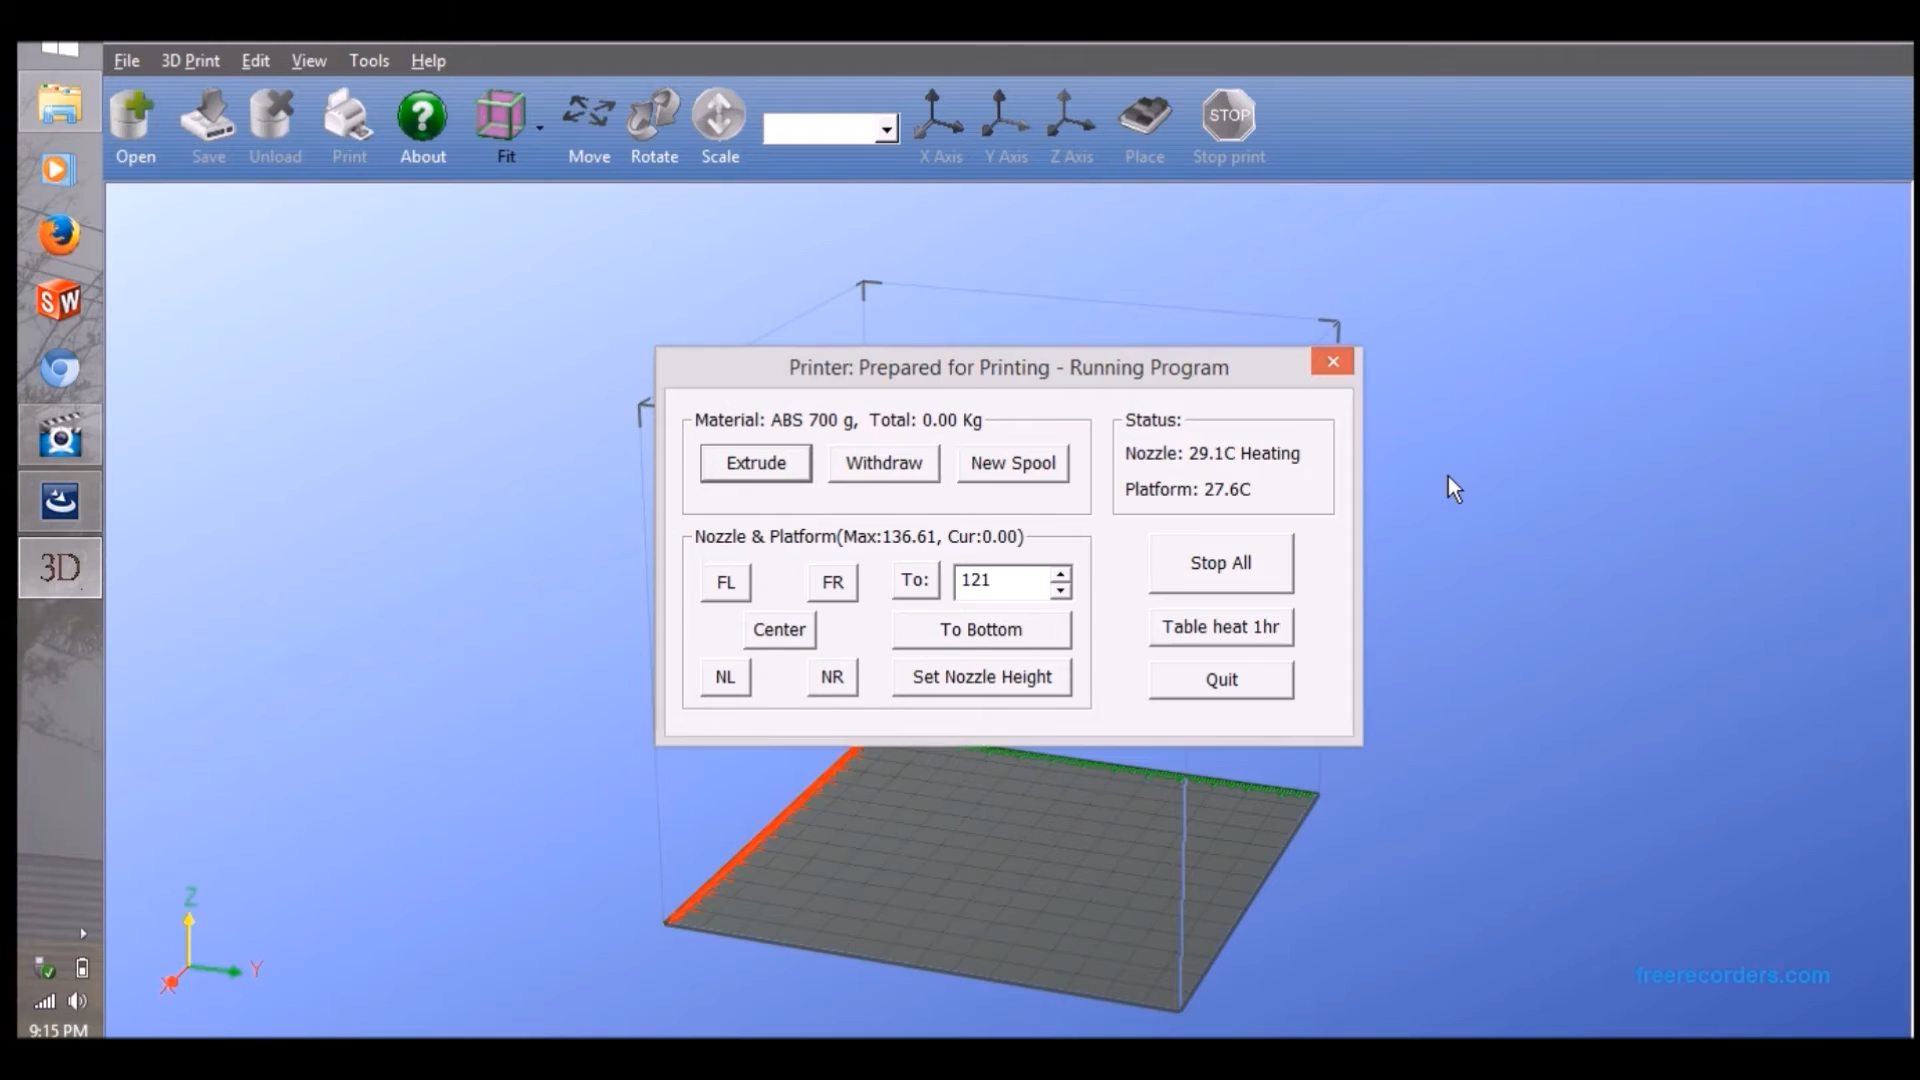 File 3D Print Edit View Tools Help
Open Save Unload Print About Fit Move Rotate Scale X Axis Y Axis Z Axis Place STOP Stop print
Printer: Prepared for Printing - Running Program
Material: ABS 700 g, Total: 0.00 Kg
Extrude Withdraw New Spool
Status:
Nozzle: 29.1C Heating
Platform: 27.6C
Nozzle & Platform(Max:136.61, Cur:0.00)
FL FR To: 121
Center To Bottom
NL NR Set Nozzle Height
Stop All
Table heat 1hr
Quit
SW
3D
Z
Y
X
freerecorders.com
9:15 PM